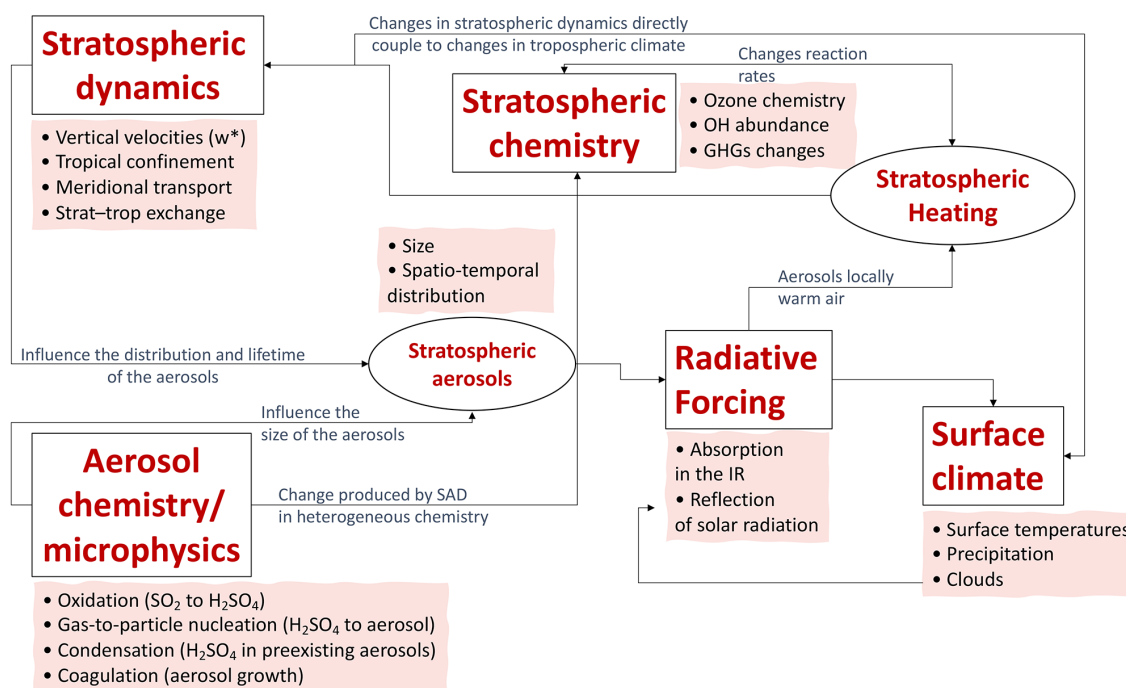 Stratospheric
dynamics
• Vertical velocities (w*)
• Tropical confinement
• Meridional transport
• Strat–trop exchange
Changes in stratospheric dynamics directly
couple to changes in tropospheric climate
Stratospheric
chemistry
Changes reaction
rates
• Ozone chemistry
• OH abundance
• GHGs changes
Stratospheric
Heating
• Size
• Spatio-temporal
distribution
Aerosols locally
warm air
Influence the distribution and lifetime
of the aerosols
Stratospheric
aerosols
Radiative
Forcing
• Absorption
in the IR
• Reflection
of solar radiation
Influence the
size of the aerosols
Surface
climate
• Surface temperatures
• Precipitation
• Clouds
Aerosol
chemistry/
microphysics
Change produced by SAD
in heterogeneous chemistry
• Oxidation (SO₂ to H₂SO₄)
• Gas-to-particle nucleation (H₂SO₄ to aerosol)
• Condensation (H₂SO₄ in preexisting aerosols)
• Coagulation (aerosol growth)